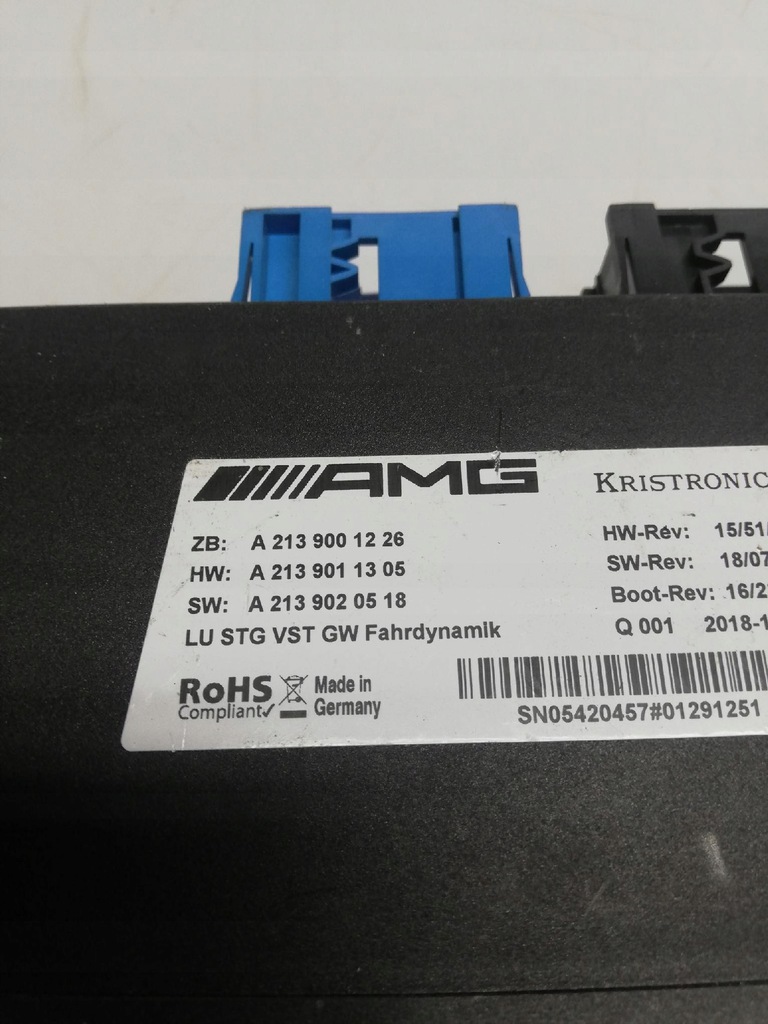 AMG KRISTRONIC
ZB: A 213 900 12 26
HW: A 213 901 13 05
SW: A 213 902 05 18
LU STG VST GW Fahrdynamik
HW-Rev: 15/51/
SW-Rev: 18/07
Boot-Rev: 16/2
Q 001 2018-1
RoHS
Compliant
Made in
Germany
SN05420457#01291251